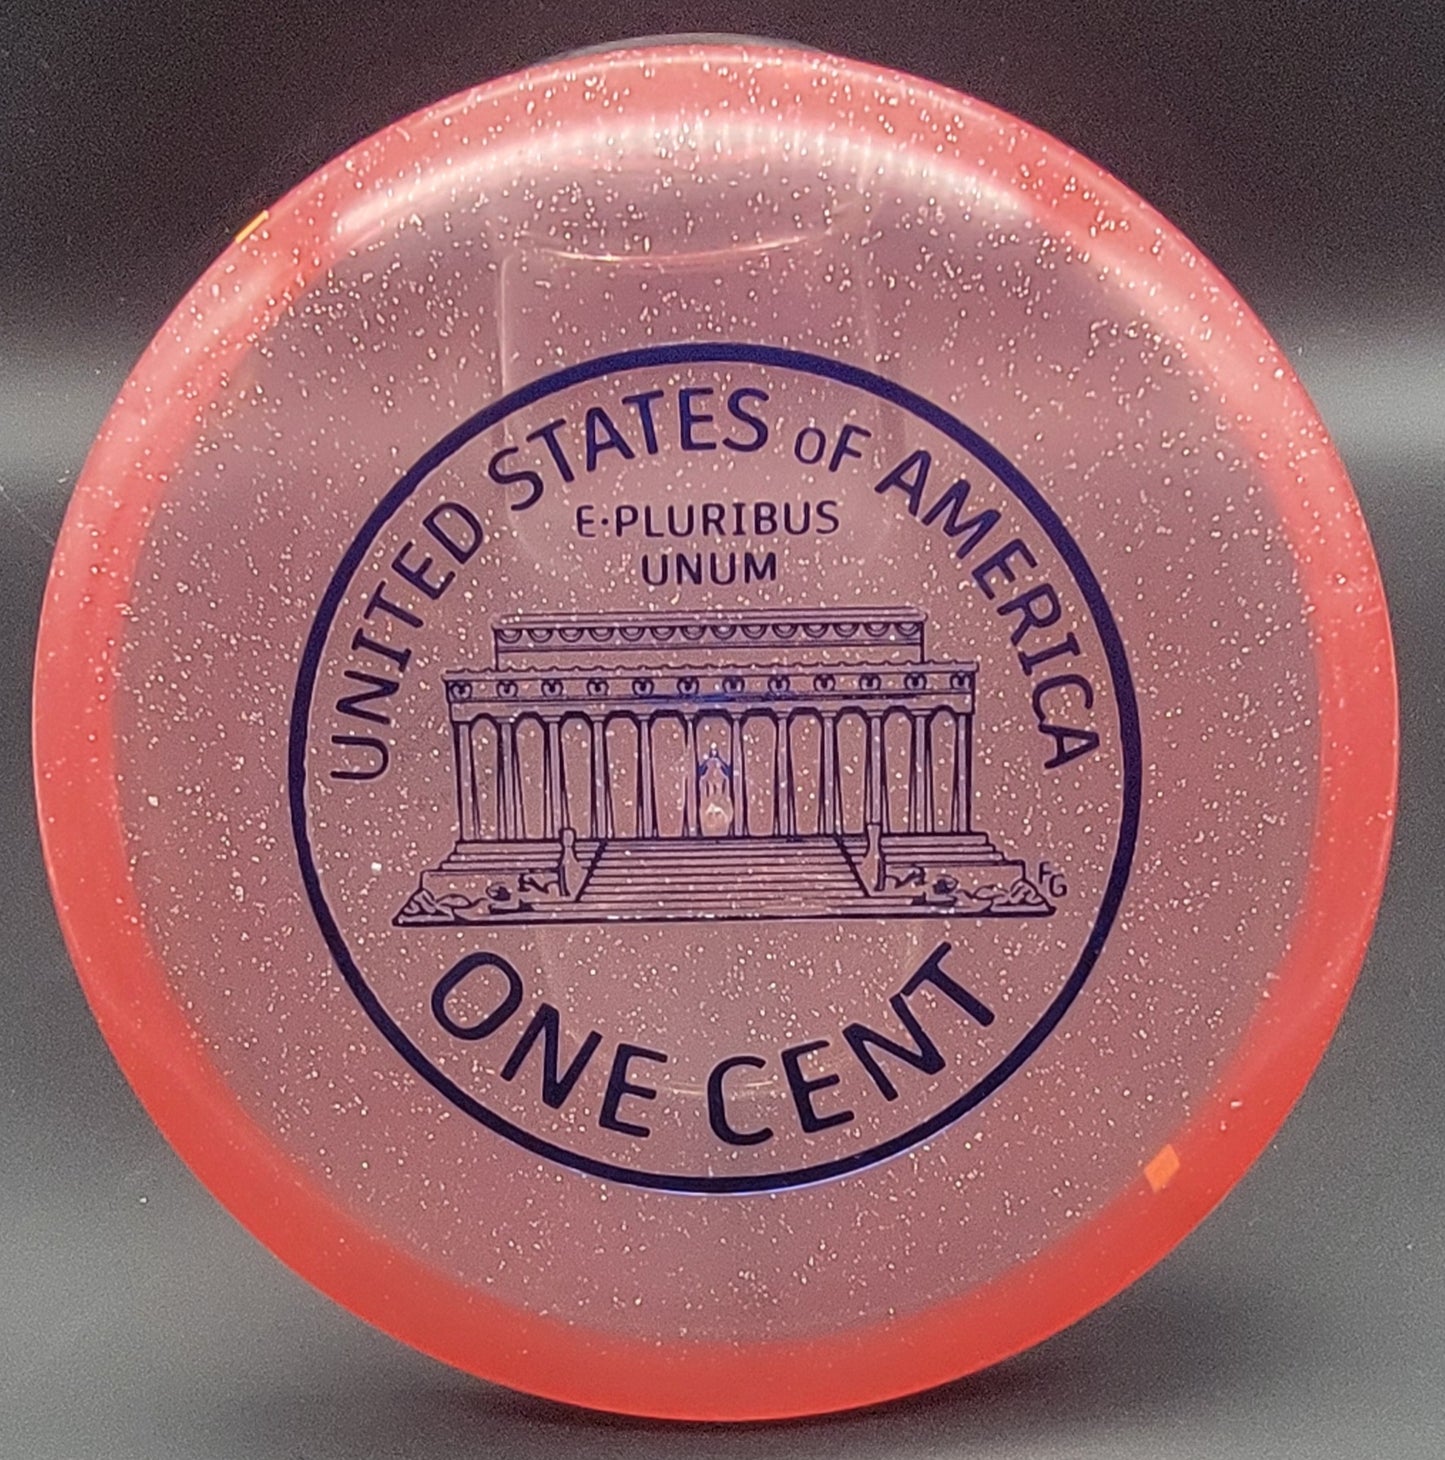 UNITED STATES oF AMERICA
E·PLURIBUS
UNUM
FG
ONE CENT